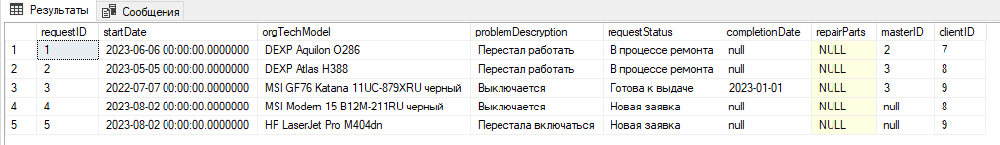 Результаты Сообщения
requestID startDate orgTechModel problemDescryption requestStatus completionDate repairParts masterID clientID
1 1 2023-06-06 00:00:00.0000000 DEXP Aquilon O286 Перестал работать В процессе ремонта null NULL 2 7
2 2 2023-05-05 00:00:00.0000000 DEXP Atlas H388 Перестал работать В процессе ремонта null NULL 3 8
3 3 2022-07-07 00:00:00.0000000 MSI GF76 Katana 11UC-879XRU черный Выключается Готова к выдаче 2023-01-01 NULL 3 9
4 4 2023-08-02 00:00:00.0000000 MSI Modern 15 B12M-211RU черный Выключается Новая заявка null NULL null 8
5 5 2023-08-02 00:00:00.0000000 HP LaserJet Pro M404dn Перестала включаться Новая заявка null NULL null 9